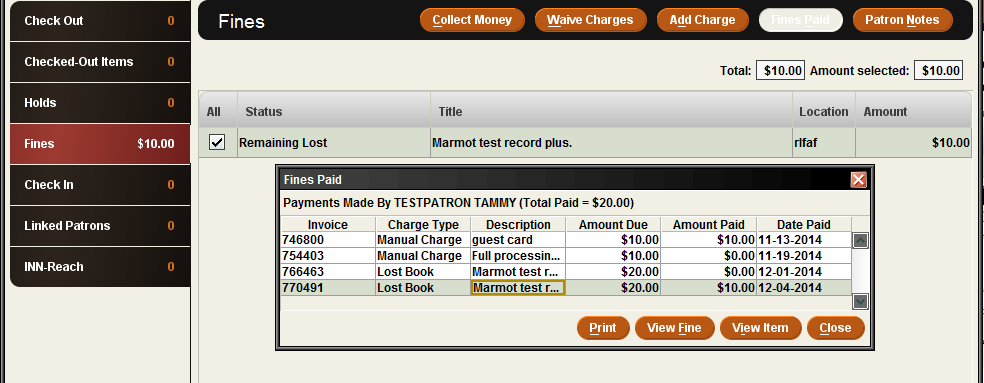 Check Out 0
Checked-Out Items 0
Holds 0
Fines $10.00
Check In 0
Linked Patrons 0
INN-Reach 0
Fines Collect Money Waive Charges Add Charge Fines Paid Patron Notes
Total: $10.00 Amount selected: $10.00
All Status Title Location Amount
Remaining Lost Marmot test record plus. rlfaf $10.00
Fines Paid
Payments Made By TESTPATRON TAMMY (Total Paid = $20.00)
Invoice Charge Type Description Amount Due Amount Paid Date Paid
746800 Manual Charge guest card $10.00 $10.00 11-13-2014
754403 Manual Charge Full processin... $10.00 $0.00 11-19-2014
766463 Lost Book Marmot test r... $20.00 $0.00 12-01-2014
770491 Lost Book Marmot test r... $20.00 $10.00 12-04-2014
Print View Fine View Item Close